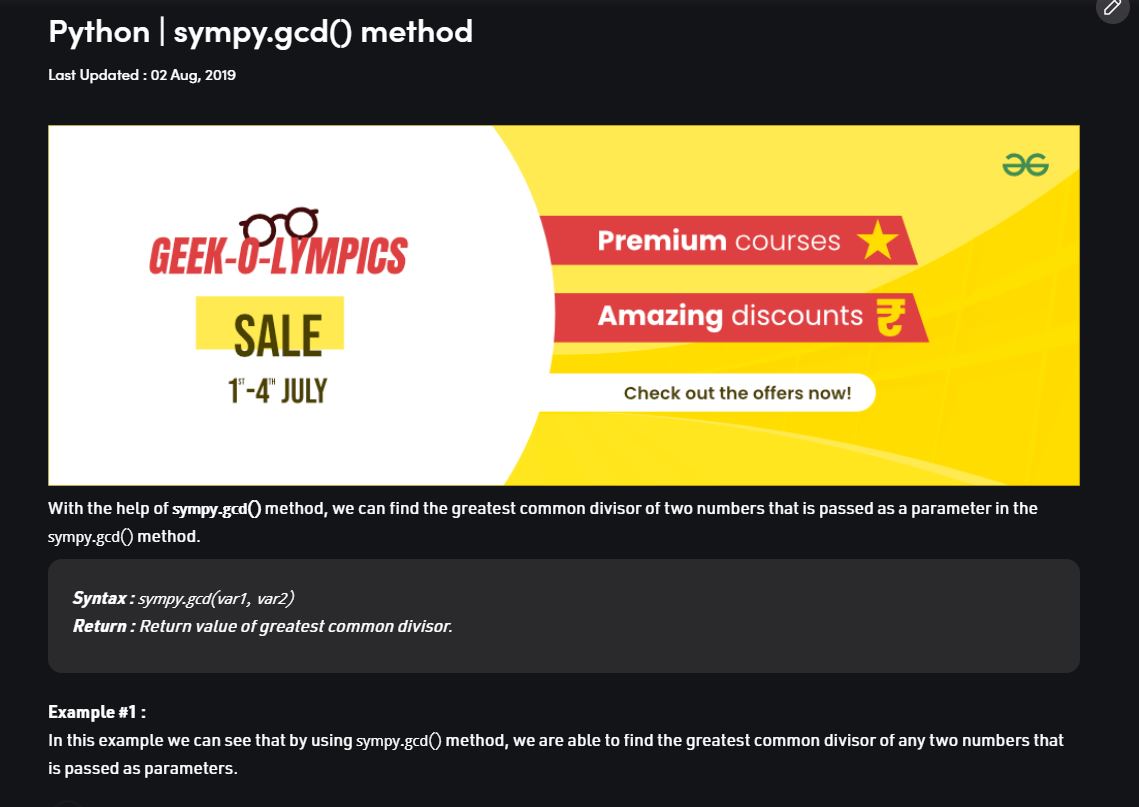 Python | sympy.gcd() method
Last Updated : 02 Aug, 2019
GEEK-O-LYMPICS
SALE
1ST-4TH JULY
Premium courses
Amazing discounts
Check out the offers now!
With the help of sympy.gcd() method, we can find the greatest common divisor of two numbers that is passed as a parameter in the
sympy.gcd() method.
Syntax : sympy.gcd(var1, var2)
Return : Return value of greatest common divisor.
Example #1 :
In this example we can see that by using sympy.gcd() method, we are able to find the greatest common divisor of any two numbers that
is passed as parameters.